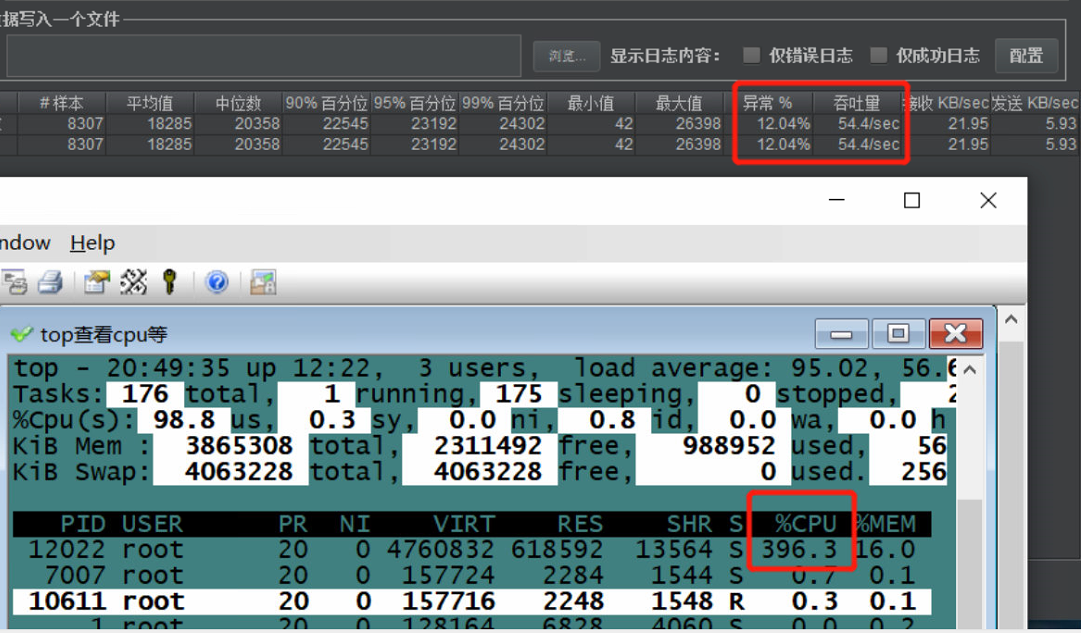 据写入一个文件
浏览... 显示日志内容: 仅错误日志 仅成功日志 配置
# 样本 平均值 中位数 90% 百分位 95% 百分位 99% 百分位 最小值 最大值 异常 % 吞吐量 接收 KB/sec 发送 KB/sec
8307 18285 20358 22545 23192 24302 42 26398 12.04% 54.4/sec 21.95 5.93
8307 18285 20358 22545 23192 24302 42 26398 12.04% 54.4/sec 21.95 5.93
ndow Help
top查看cpu等
top - 20:49:35 up 12:22, 3 users, load average: 95.02, 56.6
Tasks: 176 total, 1 running, 175 sleeping, 0 stopped, 2
%Cpu(s): 98.8 us, 0.3 sy, 0.0 ni, 0.8 id, 0.0 wa, 0.0 h
KiB Mem : 3865308 total, 2311492 free, 988952 used, 56
KiB Swap: 4063228 total, 4063228 free, 0 used. 256
PID USER PR NI VIRT RES SHR S %CPU %MEM
12022 root 20 0 4760832 618592 13564 S 396.3 16.0
7007 root 20 0 157724 2284 1544 S 0.7 0.1
10611 root 20 0 157716 2248 1548 R 0.3 0.1
1 root 20 0 128164 6828 4060 S 0.0 0.2